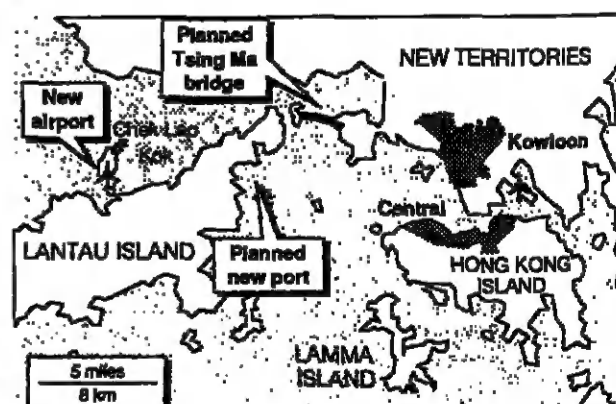 Planned
Tsing Ma
bridge
NEW TERRITORIES
New
airport
Chek Lap
Kok
Kowloon
Central
LANTAU ISLAND
Planned
new port
HONG KONG
ISLAND
LAMMA
ISLAND
5 miles
8 km